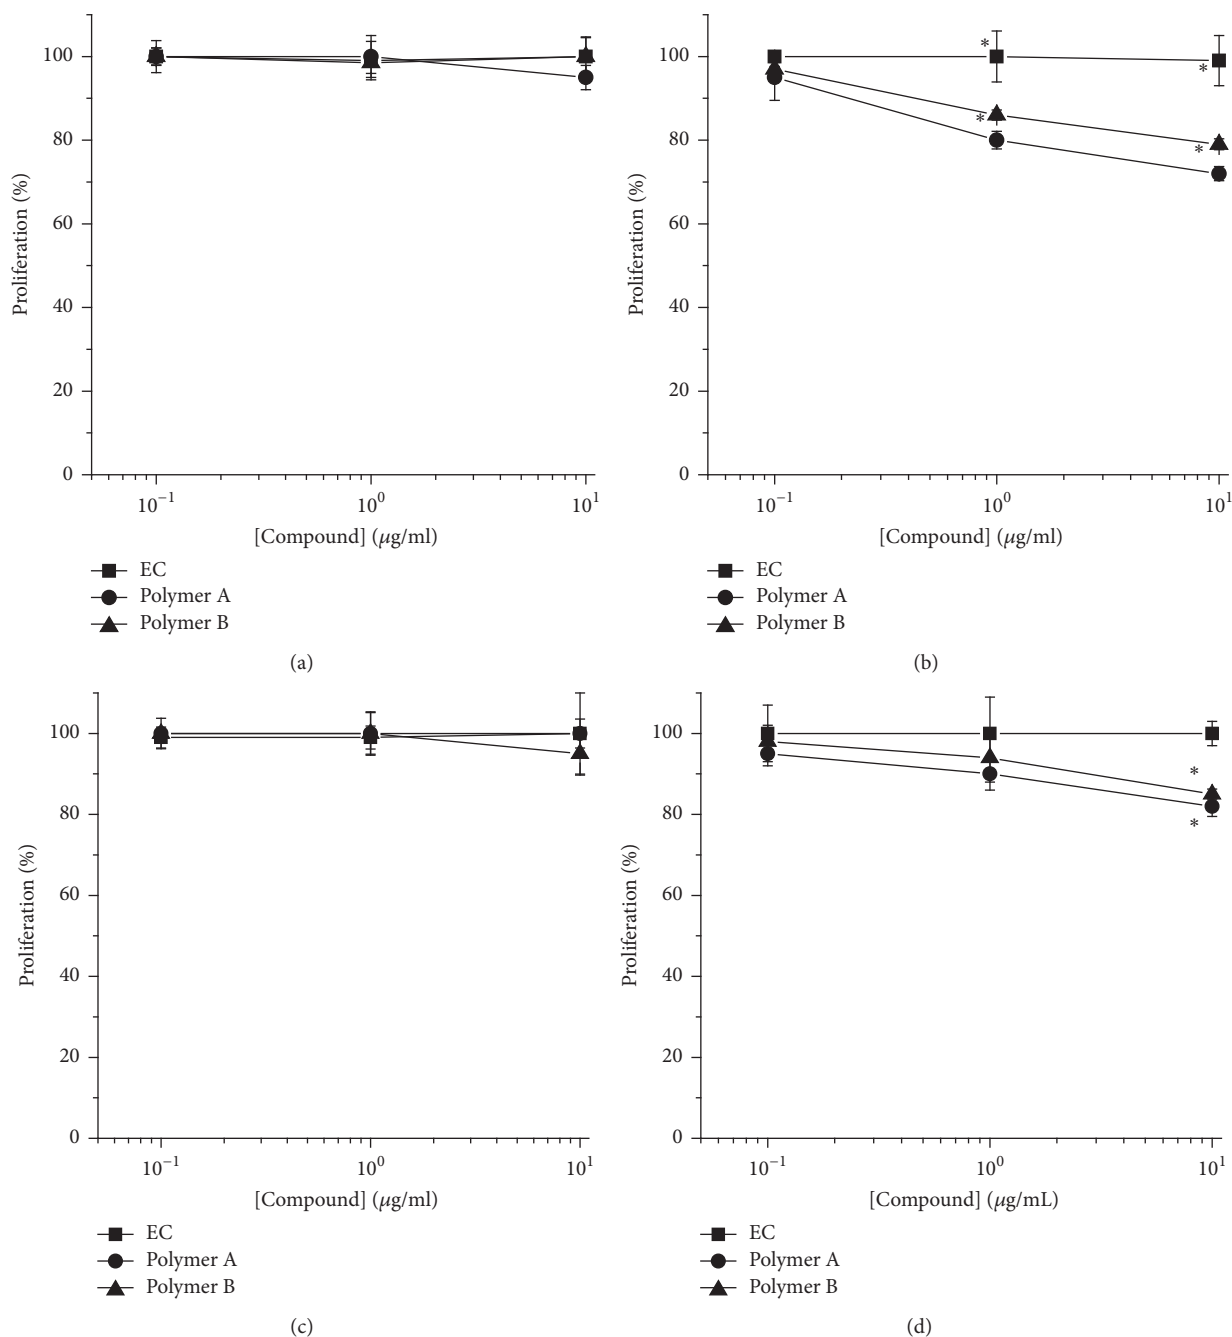 100
80
60
40
20
0
Proliferation (%)
10⁻¹ 10⁰ 10¹
[Compound] (μg/ml)
EC
Polymer A
Polymer B
(a)
100
80
60
40
20
0
Proliferation (%)
* *
* *
10⁻¹ 10⁰ 10¹
[Compound] (μg/ml)
EC
Polymer A
Polymer B
(b)
100
80
60
40
20
0
Proliferation (%)
10⁻¹ 10⁰ 10¹
[Compound] (μg/ml)
EC
Polymer A
Polymer B
(c)
100
80
60
40
20
0
Proliferation (%)
*
*
10⁻¹ 10⁰ 10¹
[Compound] (μg/mL)
EC
Polymer A
Polymer B
(d)